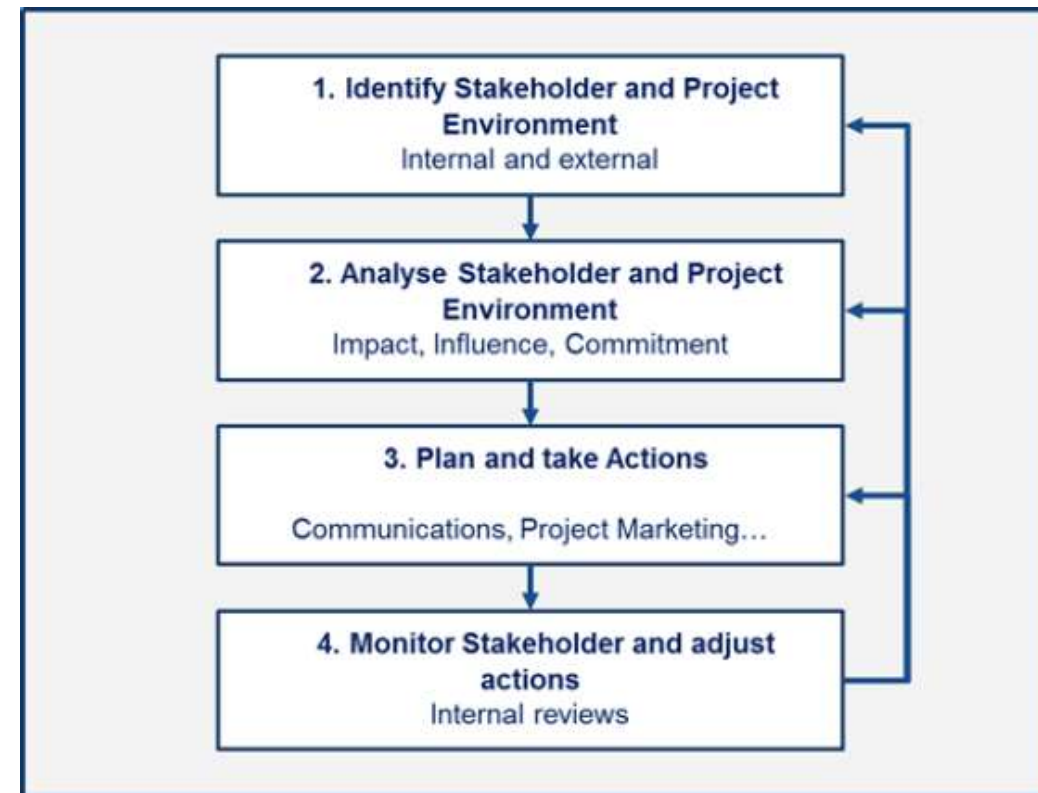 1. Identify Stakeholder and Project
Environment
Internal and external
2. Analyse Stakeholder and Project
Environment
Impact, Influence, Commitment
3. Plan and take Actions
Communications, Project Marketing…
4. Monitor Stakeholder and adjust
actions
Internal reviews